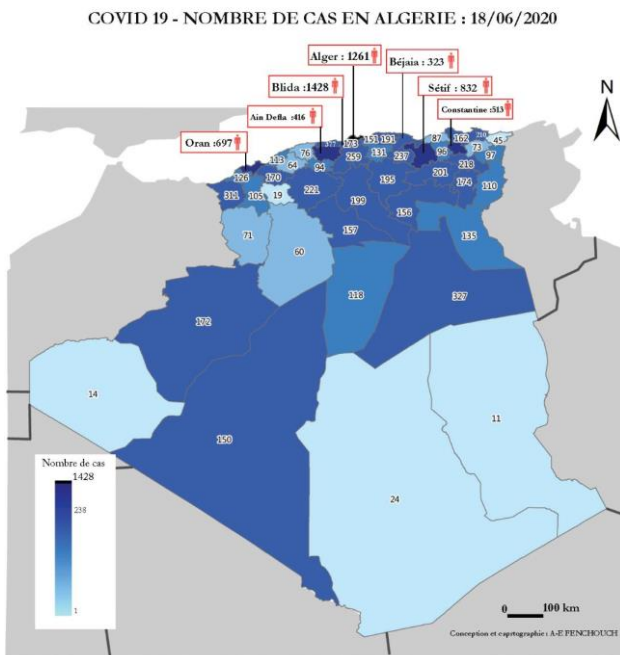 COVID 19 - NOMBRE DE CAS EN ALGERIE : 18/06/2020
Alger : 1261
Béjaia : 323
Blida : 1428
Sétif : 832
N
Ain Defla :416
Constantine :513
Oran :697
173 151 193 87 162 45
113 76 259 131 237 96 73 97
126 170 64 94 195 201 218
311 105 19 221 199 156 174 110
71 60 157 135
118 327
172
14
150
11
24
Nombre de cas
1428
238
1
0 100 km
Conception et caprtographie : A-F FENCHOUCH